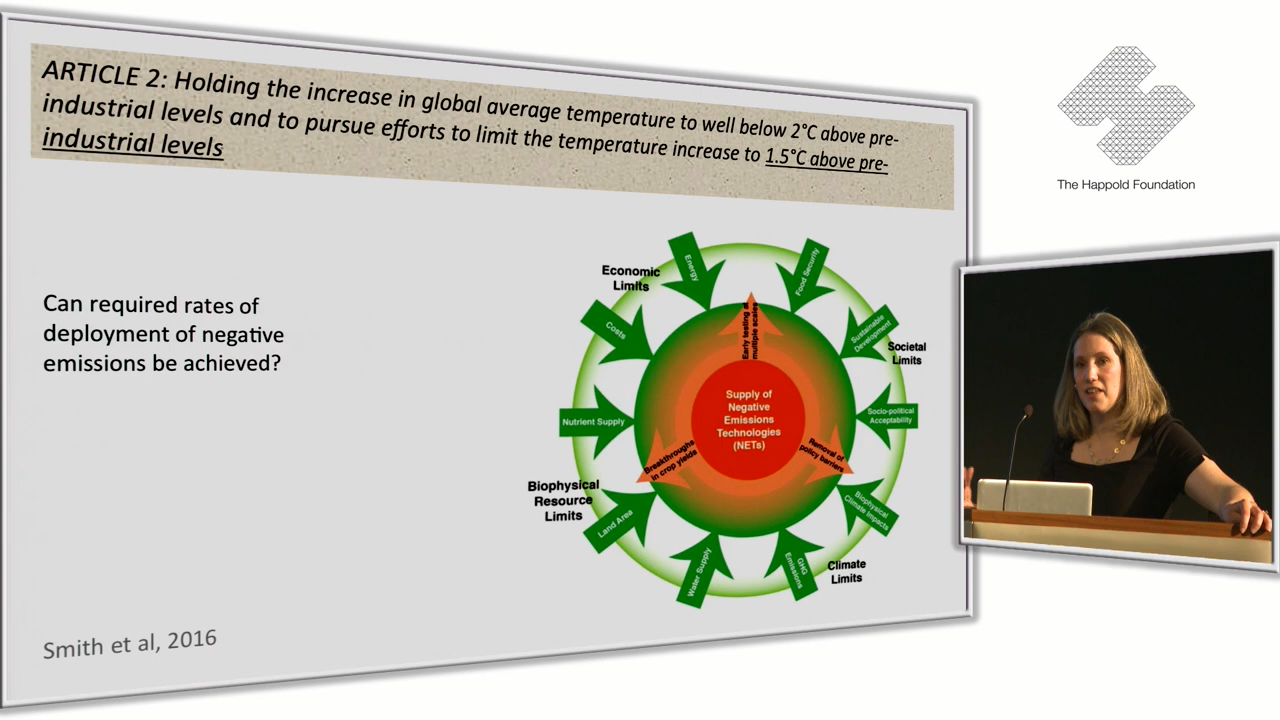 ARTICLE 2: Holding the increase in global average temperature to well below 2°C above pre-
industrial levels and to pursue efforts to limit the temperature increase to 1.5°C above pre-
industrial levels
The Happold Foundation
Can required rates of
deployment of negative
emissions be achieved?
Economic
Limits
Energy
Food Security
Costs
Early testing at
multiple scales
Sustainable
Development
Societal
Limits
Nutrient Supply
Supply of
Negative
Emissions
Technologies
(NETs)
Socio-political
Acceptability
Breakthroughs
in crop yields
Removal of
policy barriers
Biophysical
Resource
Limits
Land Area
Biophysical
Climate Impacts
Water Supply
GHG
Emissions
Climate
Limits
Smith et al, 2016